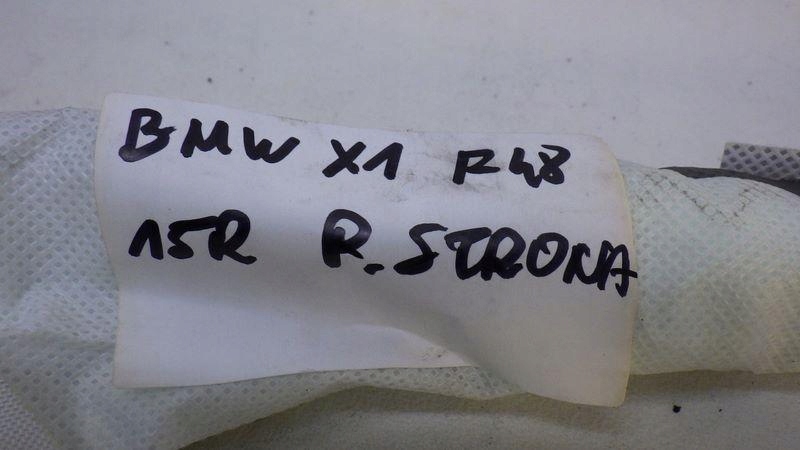 BMW X1 F48
15R R. STRONA